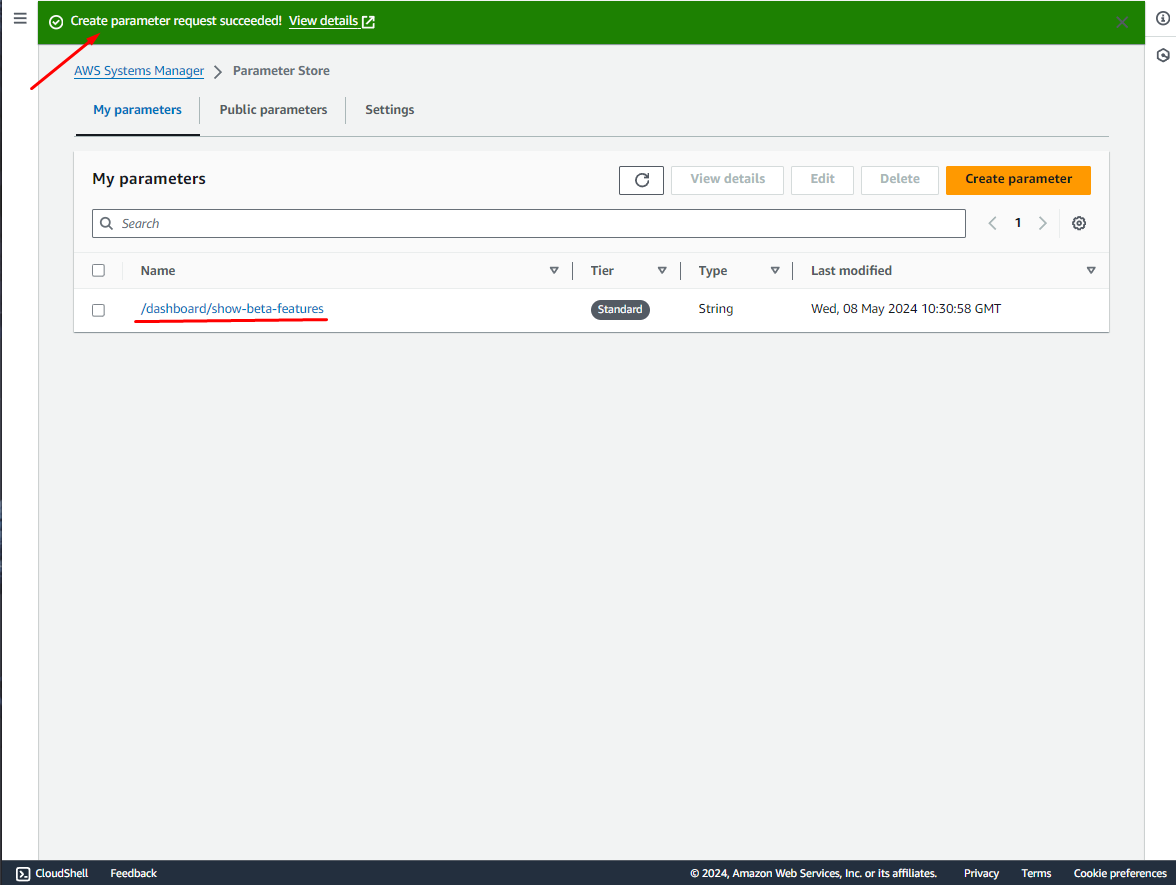 Create parameter request succeeded! View details
AWS Systems Manager > Parameter Store
My parameters Public parameters Settings
My parameters View details Edit Delete Create parameter
Search 1
Name Tier Type Last modified
/dashboard/show-beta-features Standard String Wed, 08 May 2024 10:30:58 GMT
CloudShell Feedback © 2024, Amazon Web Services, Inc. or its affiliates. Privacy Terms Cookie preferences